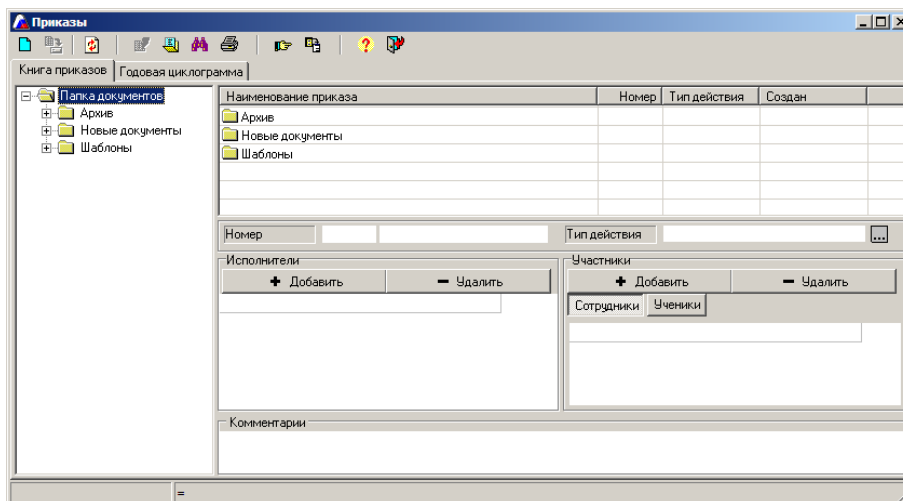 Приказы
Книга приказов Годовая циклограмма
Папка документов
Архив
Новые документы
Шаблоны
Наименование приказа Номер Тип действия Создан
Архив
Новые документы
Шаблоны
Номер Тип действия ...
Исполнители
Добавить Удалить
Участники
Добавить Удалить
Сотрудники Ученики
Комментарии
=